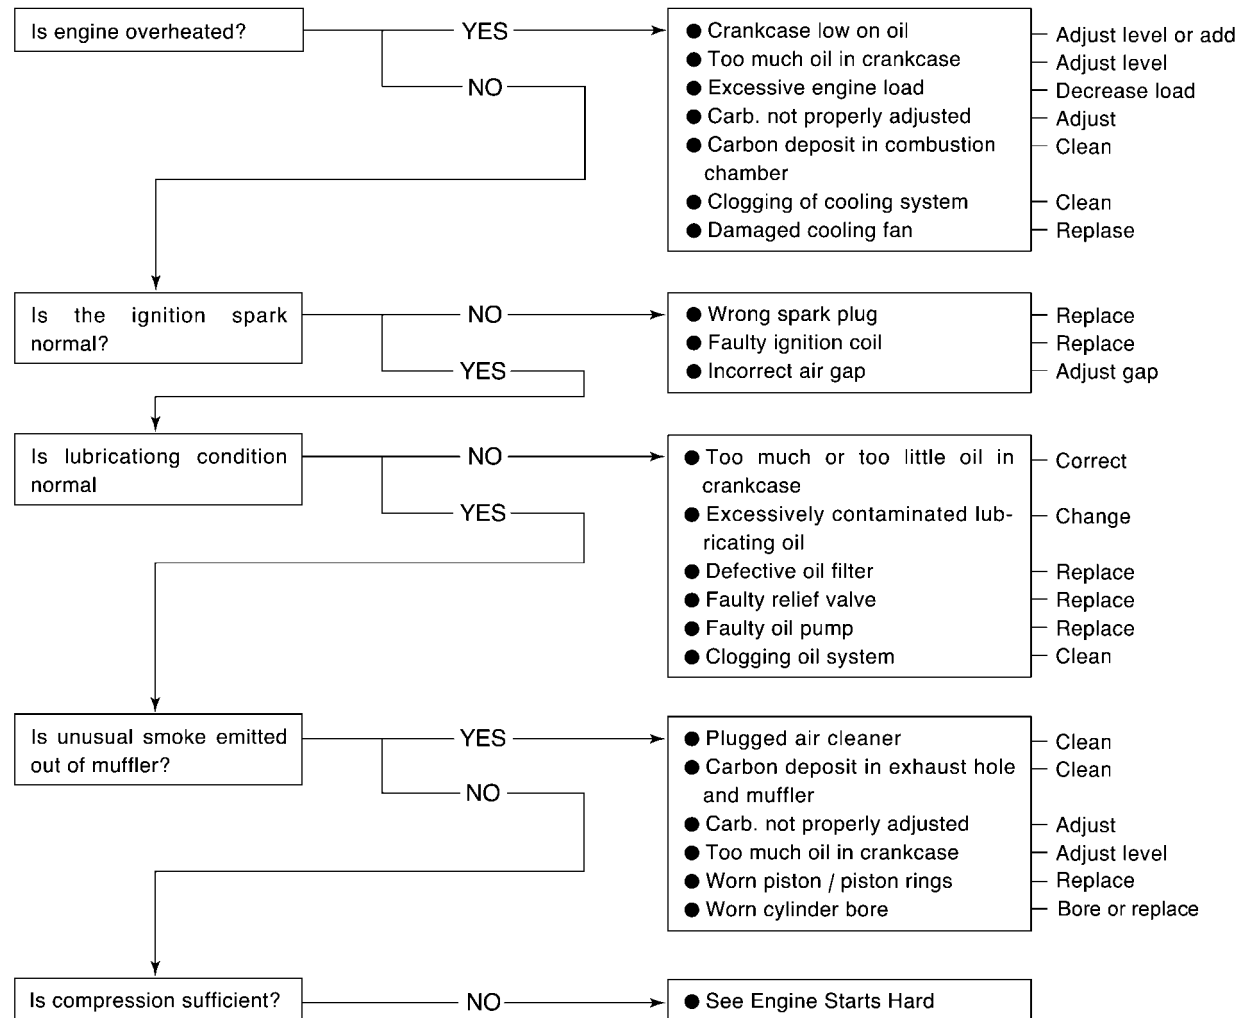 Is engine overheated?
YES
NO
● Crankcase low on oil
● Too much oil in crankcase
● Excessive engine load
● Carb. not properly adjusted
● Carbon deposit in combustion
chamber
● Clogging of cooling system
● Damaged cooling fan
Adjust level or add
Adjust level
Decrease load
Adjust
Clean
Clean
Replase
Is the ignition spark
normal?
NO
YES
● Wrong spark plug
● Faulty ignition coil
● Incorrect air gap
Replace
Replace
Adjust gap
Is lubricationg condition
normal
NO
YES
● Too much or too little oil in
crankcase
● Excessively contaminated lub-
ricating oil
● Defective oil filter
● Faulty relief valve
● Faulty oil pump
● Clogging oil system
Correct
Change
Replace
Replace
Replace
Clean
Is unusual smoke emitted
out of muffler?
YES
NO
● Plugged air cleaner
● Carbon deposit in exhaust hole
and muffler
● Carb. not properly adjusted
● Too much oil in crankcase
● Worn piston / piston rings
● Worn cylinder bore
Clean
Clean
Adjust
Adjust level
Replace
Bore or replace
Is compression sufficient?
NO
● See Engine Starts Hard